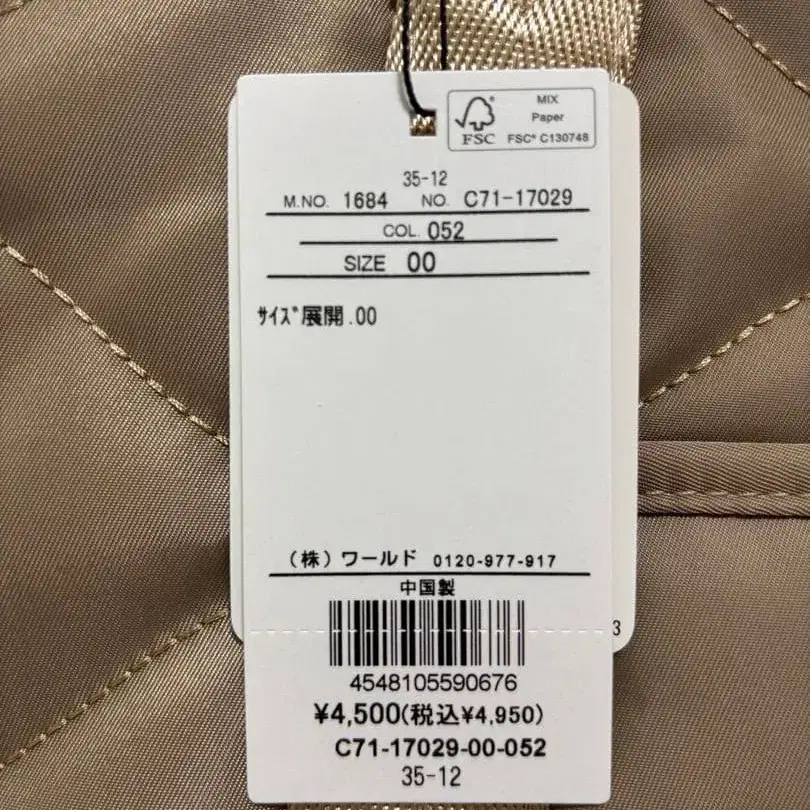 MIX
Paper
FSC® C130748
FSC
35-12
M.NO. 1684 NO. C71-17029
COL. 052
SIZE 00
ｻｲｽﾞ展開.00
（株）ワールド 0120-977-917
中国製
3
4548105590676
¥4,500(税込¥4,950)
C71-17029-00-052
35-12